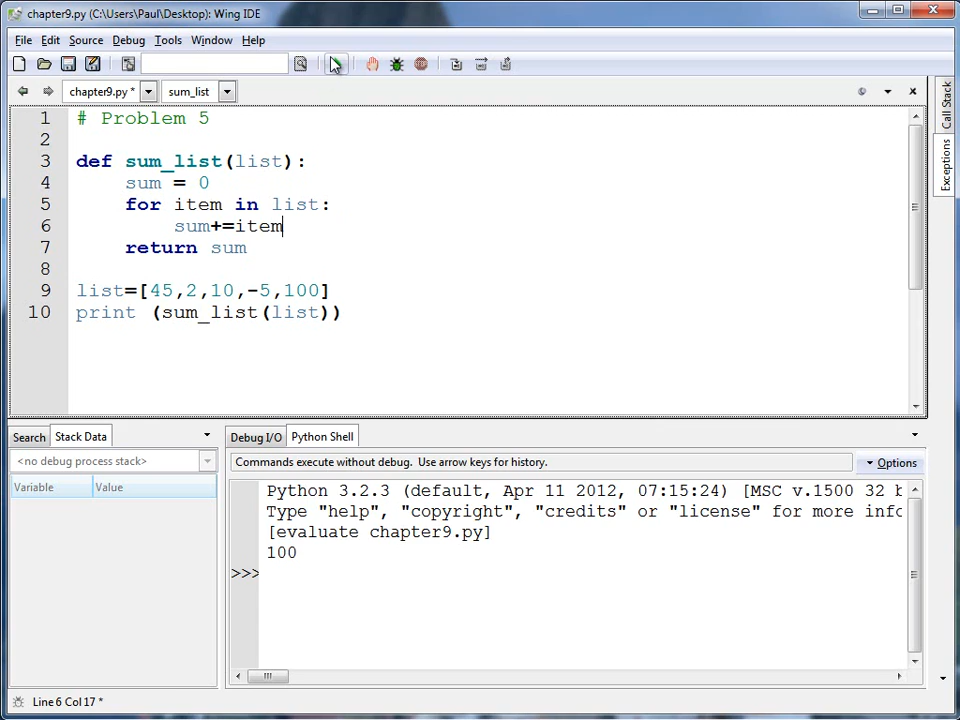 chapter9.py (C:\Users\Paul\Desktop): Wing IDE
File Edit Source Debug Tools Window Help
chapter9.py * sum_list
1 # Problem 5
2
3 def sum_list(list):
4 sum = 0
5 for item in list:
6 sum+=item
7 return sum
8
9 list=[45,2,10,-5,100]
10 print (sum_list(list))
Call Stack
Exceptions
Search Stack Data
<no debug process stack>
Variable Value
Debug I/O Python Shell
Commands execute without debug. Use arrow keys for history.
Options
Python 3.2.3 (default, Apr 11 2012, 07:15:24) [MSC v.1500 32 b
Type "help", "copyright", "credits" or "license" for more info
[evaluate chapter9.py]
100
>>>
Line 6 Col 17 *